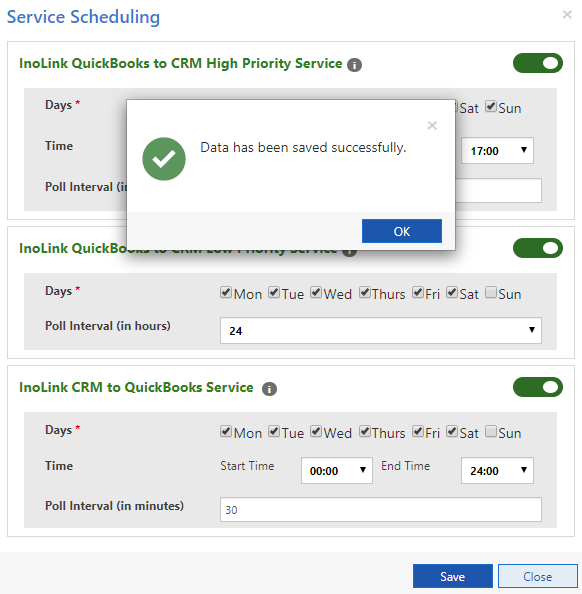 Service Scheduling ×
InoLink QuickBooks to CRM High Priority Service i
Days * Sat Sun
×
Data has been saved successfully.
Time 17:00
Poll Interval
OK
InoLink QuickBooks to CRM Low Priority Service i
Days * Mon Tue Wed Thurs Fri Sat Sun
Poll Interval (in hours) 24
InoLink CRM to QuickBooks Service i
Days * Mon Tue Wed Thurs Fri Sat Sun
Time Start Time 00:00 End Time 24:00
Poll Interval (in minutes) 30
Save Close